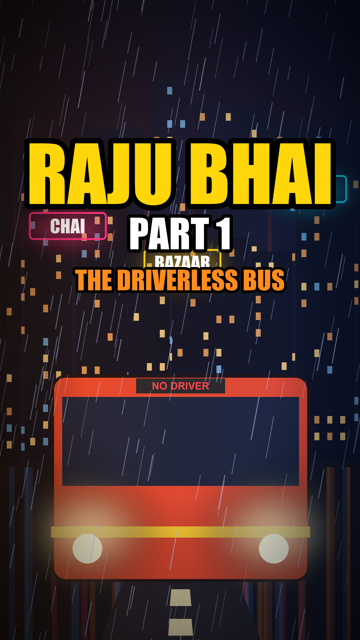 RAJU BHAI
CHAI
PART 1
BAZAAR
THE DRIVERLESS BUS
NO DRIVER